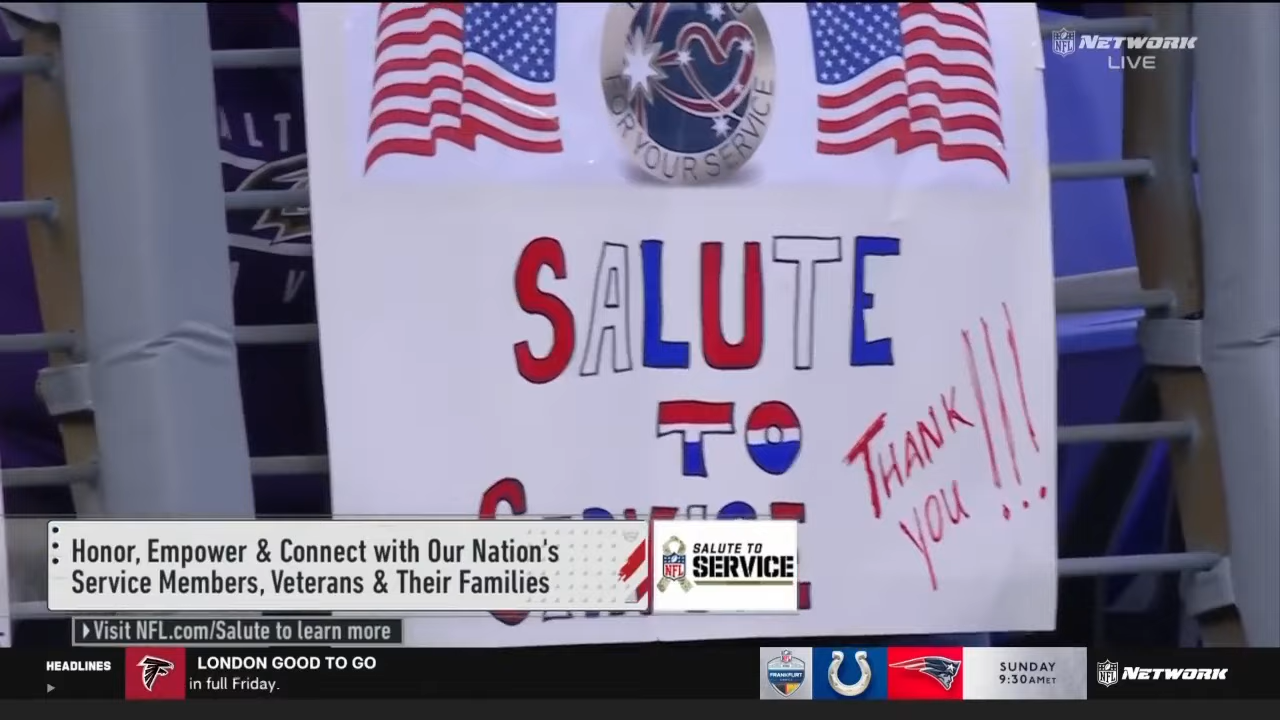 NFL NETWORK
LIVE
FOR YOUR SERVICE
SALUTE
TO
SERVICE
THANK
YOU !!!
Honor, Empower & Connect with Our Nation's
Service Members, Veterans & Their Families
NFL
SALUTE TO
SERVICE
Visit NFL.com/Salute to learn more
HEADLINES
LONDON GOOD TO GO
in full Friday.
FRANKFURT
SUNDAY
9:30AM ET
NFL NETWORK